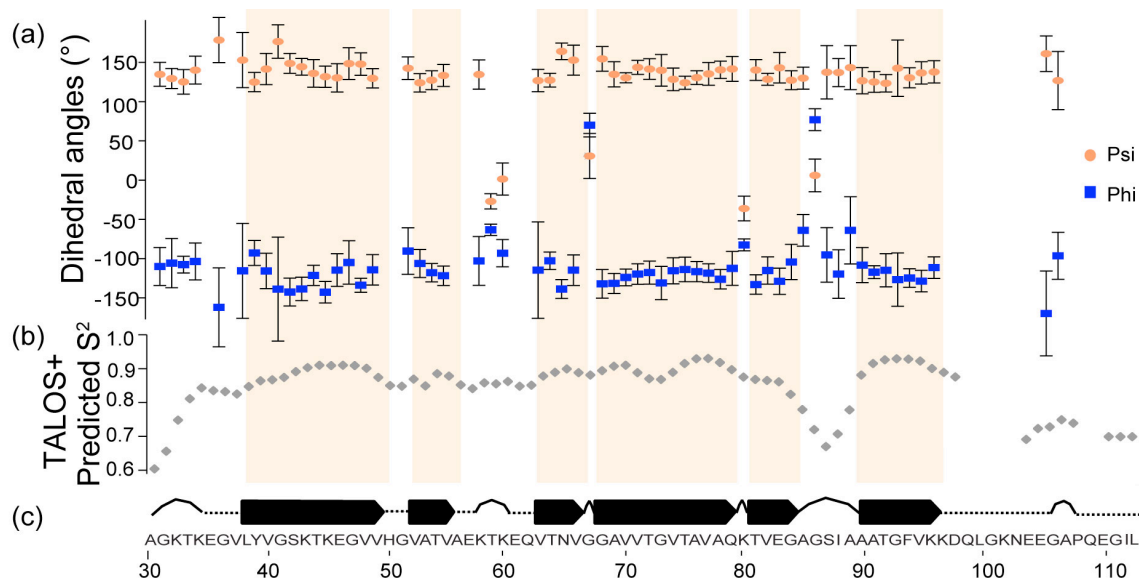 (a)
Dihedral angles (°)
150
100
50
0
-50
-100
-150
Psi
Phi
(b)
TALOS+
Predicted S²
1.0
0.9
0.8
0.7
0.6
(c)
AGKTKEGVLYVGSKTKEGVVHGVATVAEKTKEQVTNVGGAVVTGVTAVAQKTVEGAGSIAAATGFVKKDQLGKNEEGAPQEGIL
30 40 50 60 70 80 90 100 110